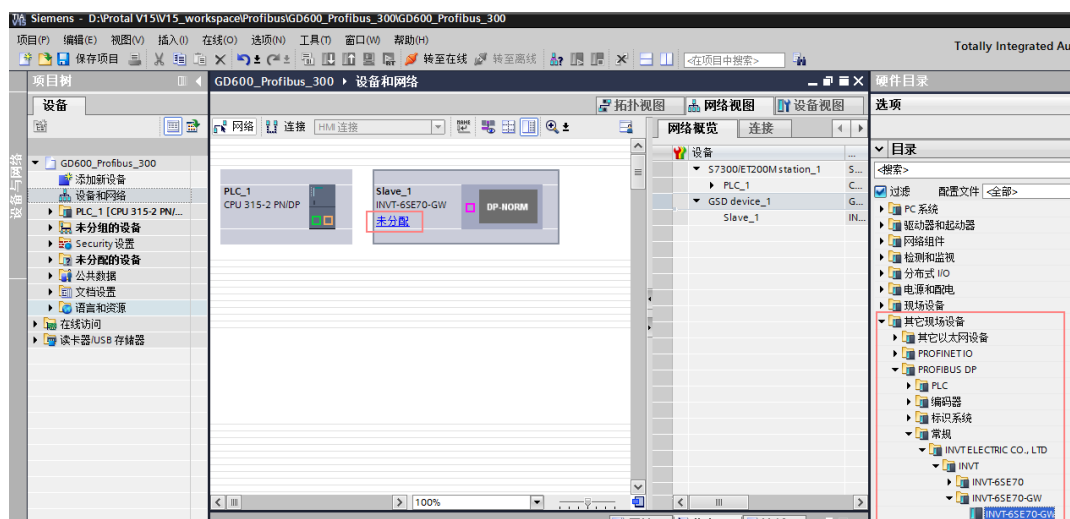 Siemens - D:\Protal V15\V15_workspace\Profibus\GD600_Profibus_300\GD600_Profibus_300
项目(P) 编辑(E) 视图(V) 插入(I) 在线(O) 选项(N) 工具(T) 窗口(W) 帮助(H)
Totally Integrated Au
保存项目 转至在线 转至离线 <在项目中搜索>
项目树
GD600_Profibus_300 设备和网络
硬件目录
设备
拓扑视图 网络视图 设备视图
选项
网络 连接 HMI 连接
网络概览 连接
设备 ...
目录
<搜索>
过滤 配置文件 <全部>
设备与网络
GD600_Profibus_300
添加新设备
设备和网络
PLC_1 [CPU 315-2 PN/...
未分组的设备
Security 设置
未分配的设备
公共数据
文档设置
语言和资源
在线访问
读卡器/USB 存储器
PLC_1
CPU 315-2 PN/DP
Slave_1
INVT-6SE70-GW
未分配
DP-NORM
S7300/ET200M station_1 S...
PLC_1 C...
GSD device_1 G...
Slave_1 IN...
PC 系统
驱动器和起动器
网络组件
检测和监视
分布式 I/O
电源和配电
现场设备
其它现场设备
其它以太网设备
PROFINET IO
PROFIBUS DP
PLC
编码器
标识系统
常规
INVT ELECTRIC CO., LTD
INVT
INVT-6SE70
INVT-6SE70-GW
INVT-6SE70-GW
100%